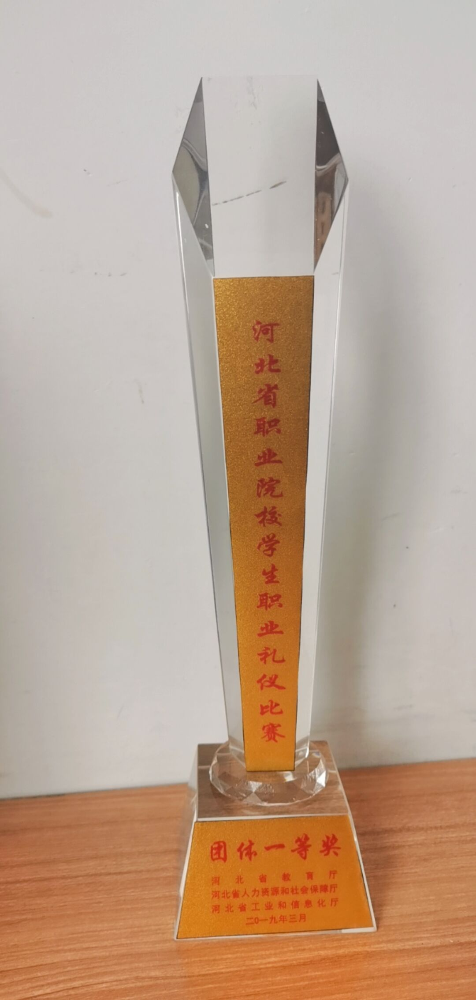 河北省职业院校学生职业礼仪比赛
团体一等奖
河北省教育厅
河北省人力资源和社会保障厅
河北省工业和信息化厅
二0一九年三月